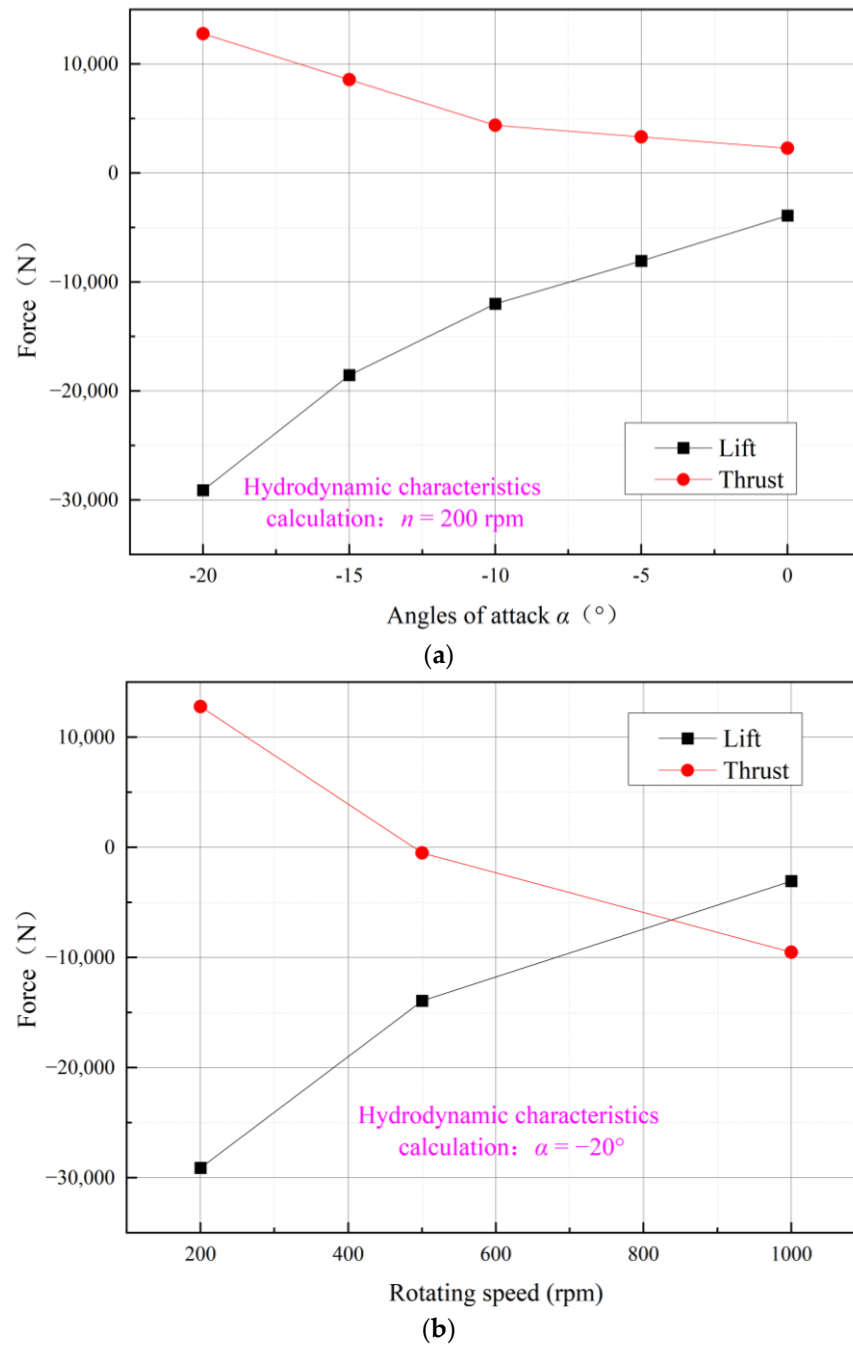 10,000
0
−10,000
−20,000
−30,000
Force（N）
Lift
Thrust
Hydrodynamic characteristics
calculation：n = 200 rpm
-20 -15 -10 -5 0
Angles of attack α（°）
(a)
10,000
0
−10,000
−20,000
−30,000
Force（N）
Lift
Thrust
Hydrodynamic characteristics
calculation：α = −20°
200 400 600 800 1000
Rotating speed (rpm)
(b)